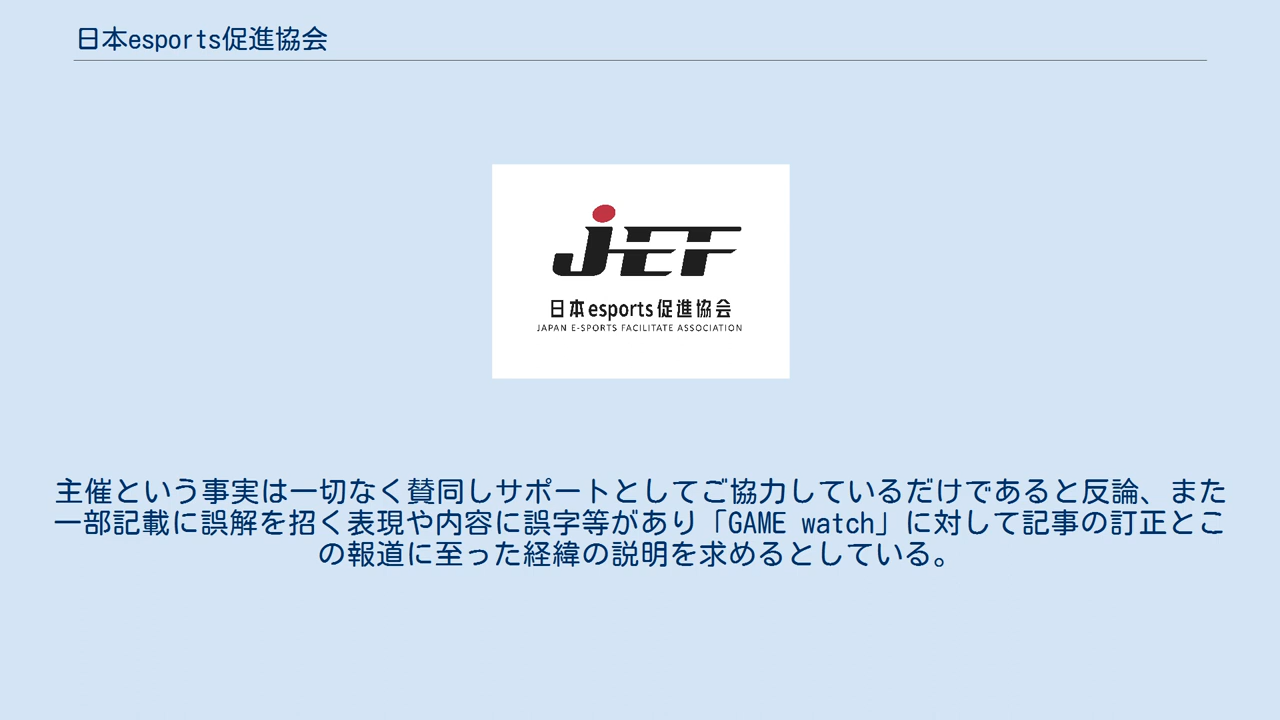 日本esports促進協会
JEF
日本esports促進協会
JAPAN E-SPORTS FACILITATE ASSOCIATION
主催という事実は一切なく賛同しサポートとしてご協力しているだけであると反論、また
一部記載に誤解を招く表現や内容に誤字等があり「GAME watch」に対して記事の訂正とこ
の報道に至った経緯の説明を求めるとしている。